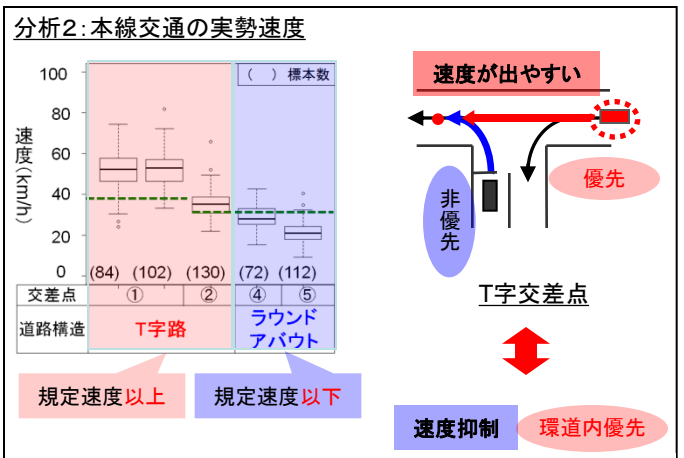 分析2:本線交通の実勢速度
( ) 標本数
100
80
60
40
20
0
速度(km/h)
(84) (102) (130) (72) (112)
交差点 ① ② ④ ⑤
道路構造 T字路 ラウンド
アバウト
規定速度以上
規定速度以下
速度が出やすい
優先
非優先
T字交差点
速度抑制
環道内優先